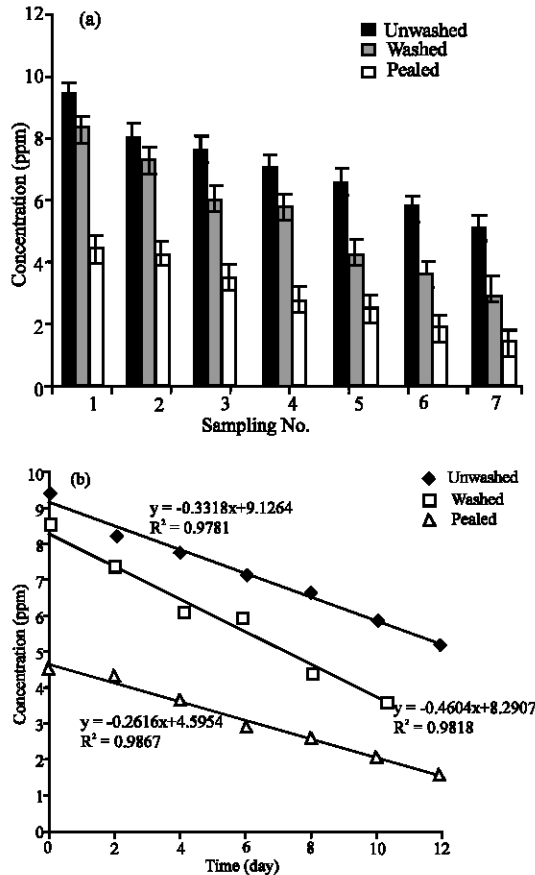 (a)
Unwashed
Washed
Pealed
Concentration (ppm)
12
10
8
6
4
2
0
1 2 3 4 5 6 7
Sampling No.
(b)
Unwashed
Washed
Pealed
y = -0.3318x+9.1264
R² = 0.9781
y = -0.4604x+8.2907
R² = 0.9818
y = -0.2616x+4.5954
R² = 0.9867
Concentration (ppm)
10
9
8
7
6
5
4
3
2
1
0
0 2 4 6 8 10 12
Time (day)